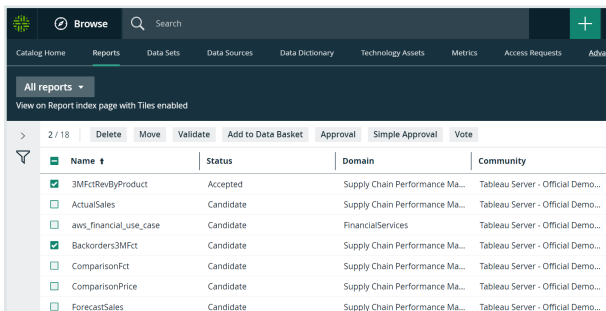 Browse Search
Catalog Home Reports Data Sets Data Sources Data Dictionary Technology Assets Metrics Access Requests Adva
All reports
View on Report index page with Tiles enabled
2 / 18 Delete Move Validate Add to Data Basket Approval Simple Approval Vote
Name Status Domain Community
3MFctRevByProduct Accepted Supply Chain Performance Ma... Tableau Server - Official Demo...
ActualSales Candidate Supply Chain Performance Ma... Tableau Server - Official Demo...
aws_financial_use_case Candidate FinancialServices Tableau Server - Official Demo...
Backorders3MFct Candidate Supply Chain Performance Ma... Tableau Server - Official Demo...
ComparisonFct Candidate Supply Chain Performance Ma... Tableau Server - Official Demo...
ComparisonPrice Candidate Supply Chain Performance Ma... Tableau Server - Official Demo...
ForecastSales Candidate Supply Chain Performance Ma... Tableau Server - Official Demo...